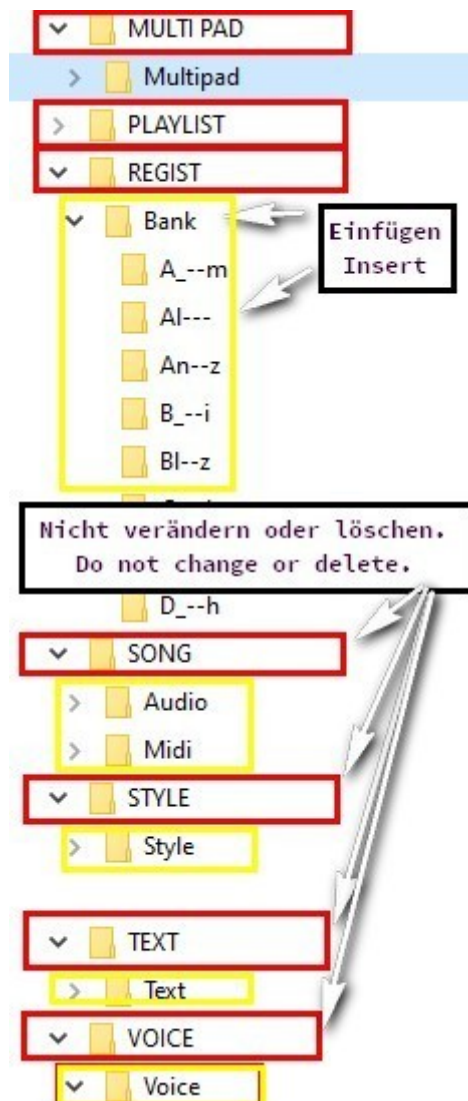 MULTI PAD
Multipad
PLAYLIST
REGIST
Bank
Einfügen
Insert
A_--m
Al---
An--z
B_--i
Bl--z
Nicht verändern oder löschen.
Do not change or delete.
D_--h
SONG
Audio
Midi
STYLE
Style
TEXT
Text
VOICE
Voice